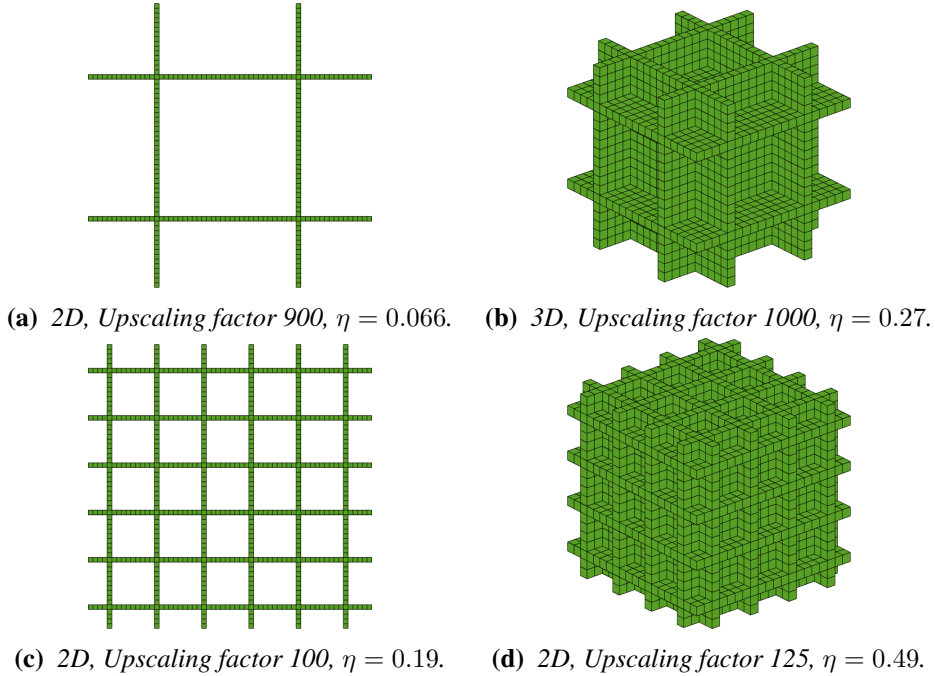 (a) 2D, Upscaling factor 900, η = 0.066.
(b) 3D, Upscaling factor 1000, η = 0.27.
(c) 2D, Upscaling factor 100, η = 0.19.
(d) 2D, Upscaling factor 125, η = 0.49.